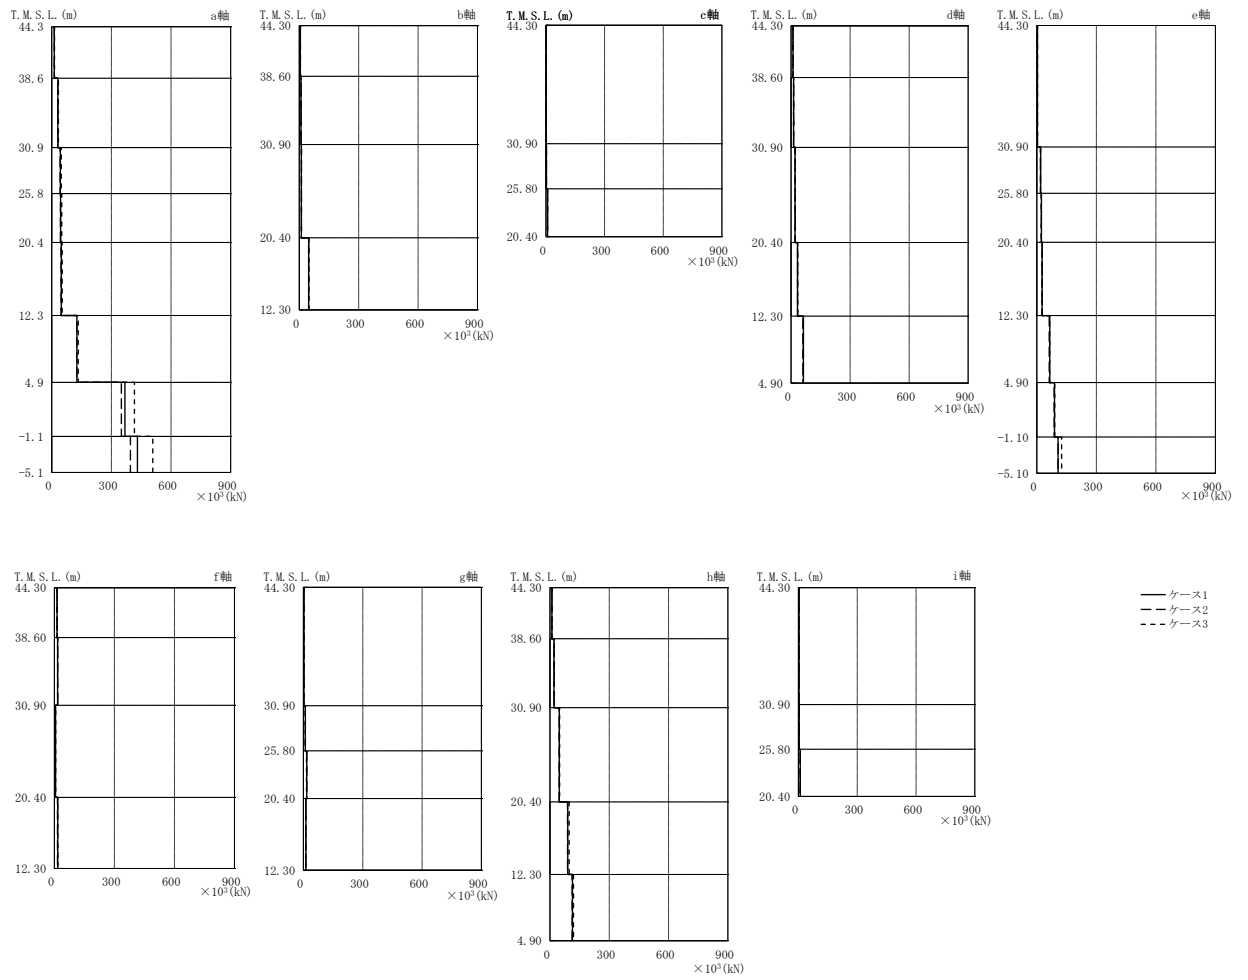 T.M.S.L.(m) a軸
44.3
38.6
30.9
25.8
20.4
12.3
4.9
-1.1
-5.1
0 300 600 900
×10³(kN)
T.M.S.L.(m) b軸
44.30
38.60
30.90
20.40
12.30
0 300 600 900
×10³(kN)
T.M.S.L.(m) c軸
44.30
30.90
25.80
20.40
0 300 600 900
×10³(kN)
T.M.S.L.(m) d軸
44.30
38.60
30.90
20.40
12.30
4.90
0 300 600 900
×10³(kN)
T.M.S.L.(m) e軸
44.30
30.90
25.80
20.40
12.30
4.90
-1.10
-5.10
0 300 600 900
×10³(kN)
T.M.S.L.(m) f軸
44.30
38.60
30.90
20.40
12.30
0 300 600 900
×10³(kN)
T.M.S.L.(m) g軸
44.30
30.90
25.80
20.40
12.30
0 300 600 900
×10³(kN)
T.M.S.L.(m) h軸
44.30
38.60
30.90
20.40
12.30
4.90
0 300 600 900
×10³(kN)
T.M.S.L.(m) i軸
44.30
30.90
25.80
20.40
0 300 600 900
×10³(kN)
ケース1
ケース2
ケース3